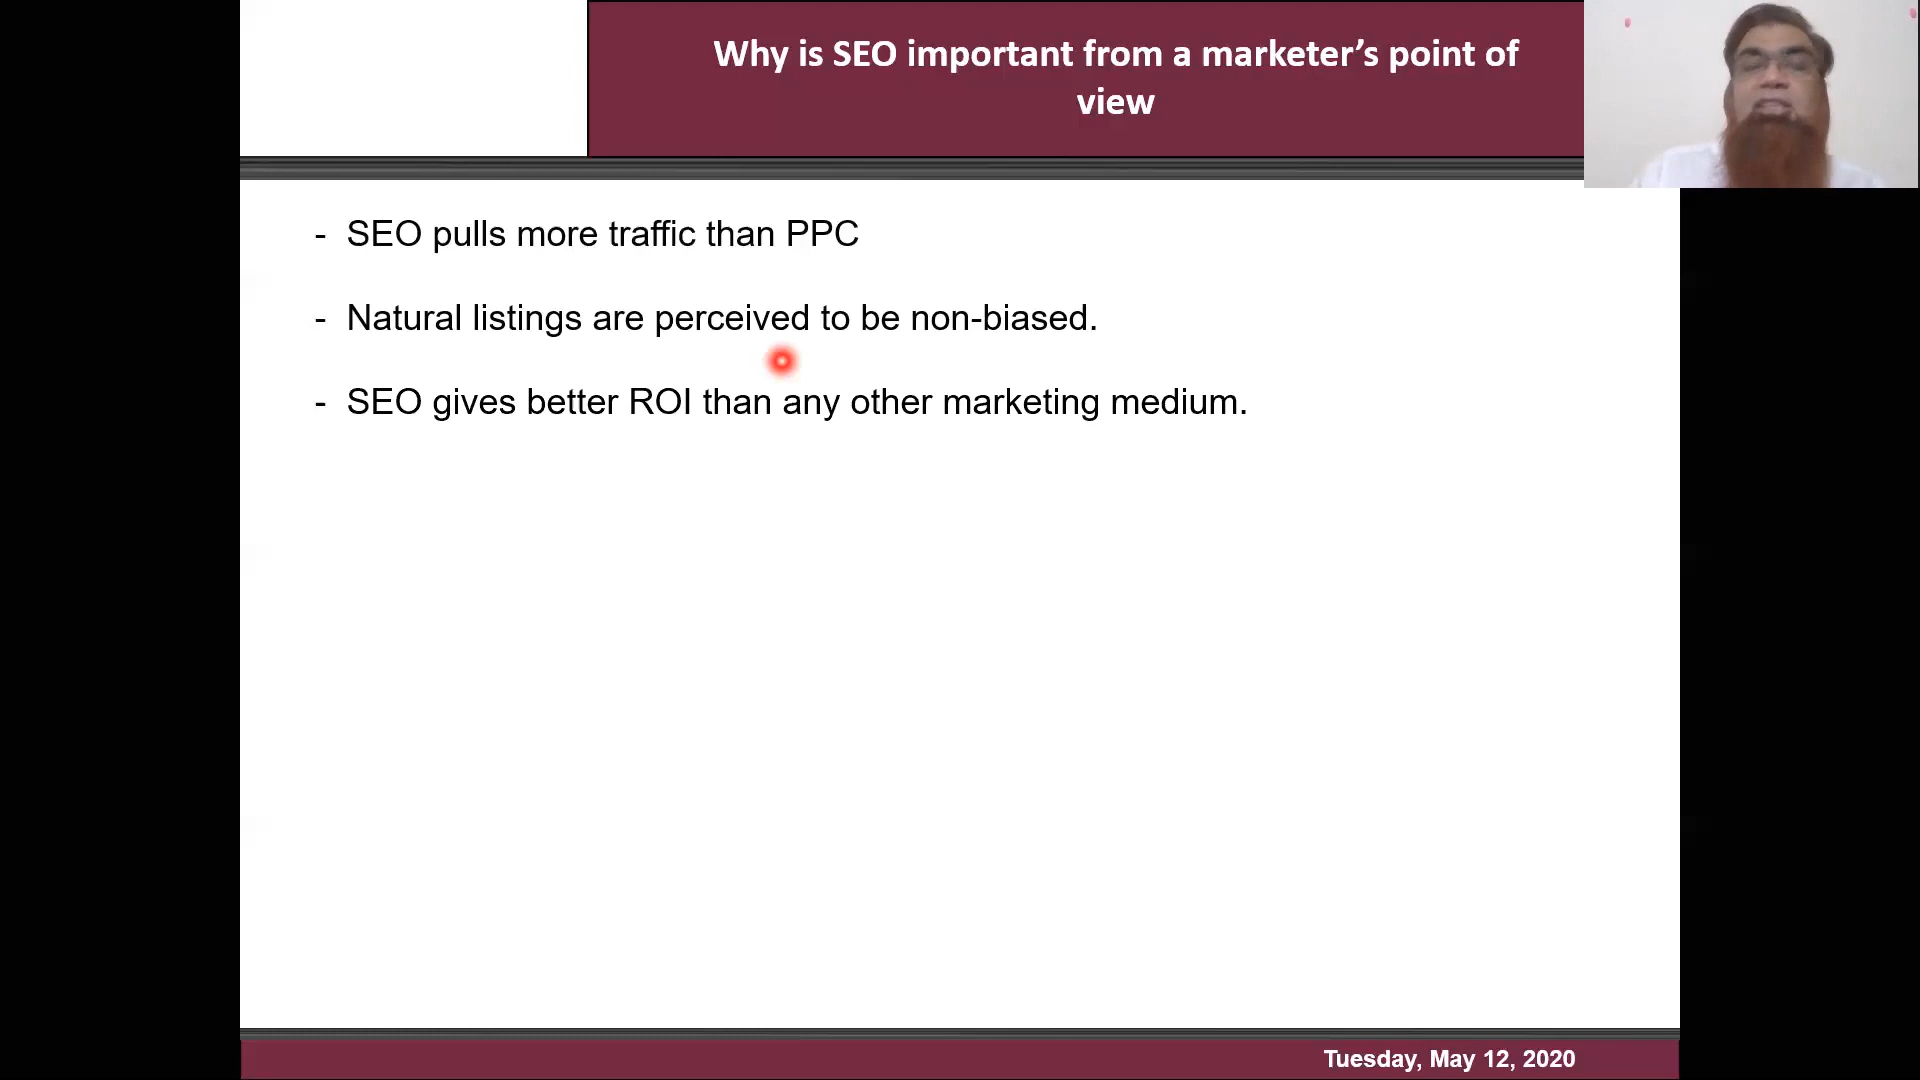 Why is SEO important from a marketer’s point of
view
- SEO pulls more traffic than PPC
- Natural listings are perceived to be non-biased.
- SEO gives better ROI than any other marketing medium.
Tuesday, May 12, 2020